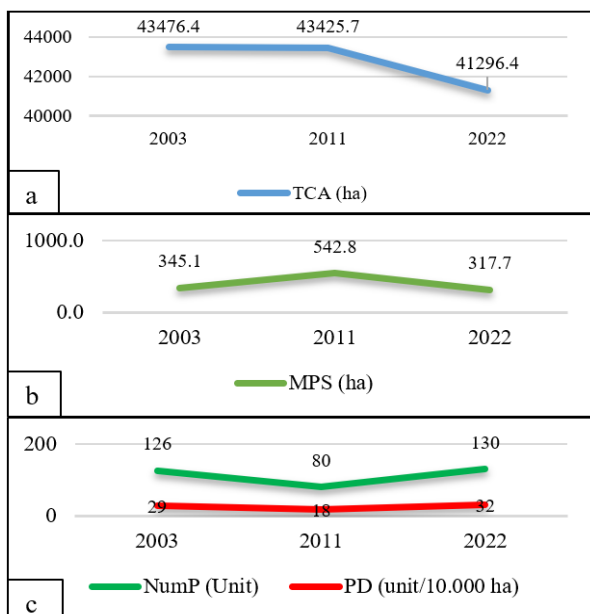 43476.4 43425.7
44000
41296.4
42000
40000
2003 2011 2022
a
TCA (ha)
1000.0
542.8
345.1 317.7
0.0
2003 2011 2022
b
MPS (ha)
200
126 80 130
0
29 18 32
2003 2011 2022
c
NumP (Unit) PD (unit/10.000 ha)